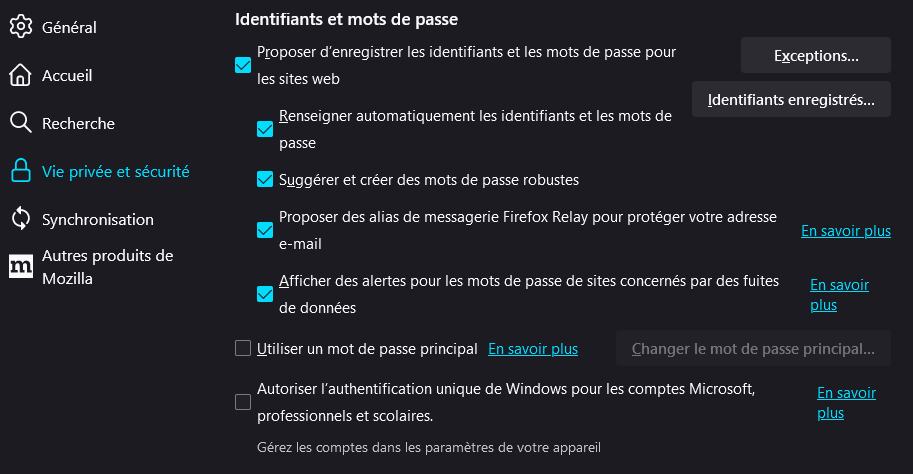 Général
Accueil
Recherche
Vie privée et sécurité
Synchronisation
m
Autres produits de
Mozilla
Identifiants et mots de passe
Proposer d’enregistrer les identifiants et les mots de passe pour
les sites web
Exceptions...
Identifiants enregistrés...
Renseigner automatiquement les identifiants et les mots de
passe
Suggérer et créer des mots de passe robustes
Proposer des alias de messagerie Firefox Relay pour protéger votre adresse
e-mail
En savoir plus
Afficher des alertes pour les mots de passe de sites concernés par des fuites
de données
En savoir
plus
Utiliser un mot de passe principal En savoir plus
Changer le mot de passe principal...
Autoriser l’authentification unique de Windows pour les comptes Microsoft,
professionnels et scolaires.
En savoir
plus
Gérez les comptes dans les paramètres de votre appareil